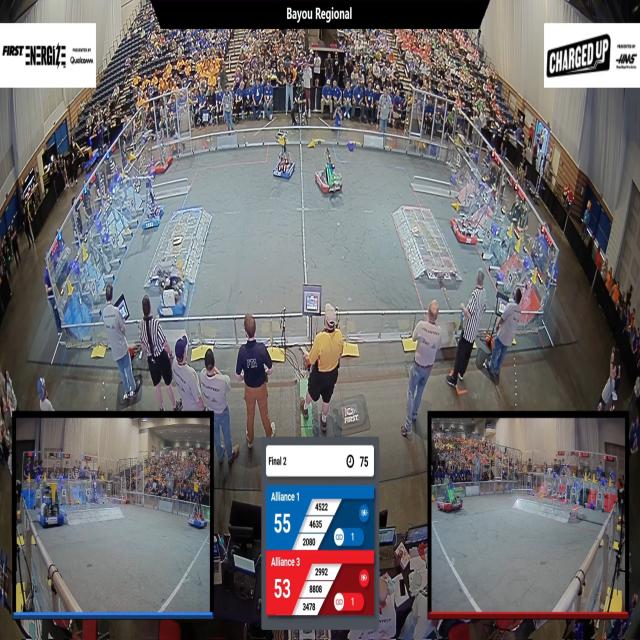 Bayou Regional
FIRST ENERGIZE
PRESENTED BY
Qualcomm
CHARGED UP
PRESENTED BY
HAAS
FIRST
Final 2
75
Alliance 1
55
4522
4635
2080
1
Alliance 3
53
2992
8808
3478
1